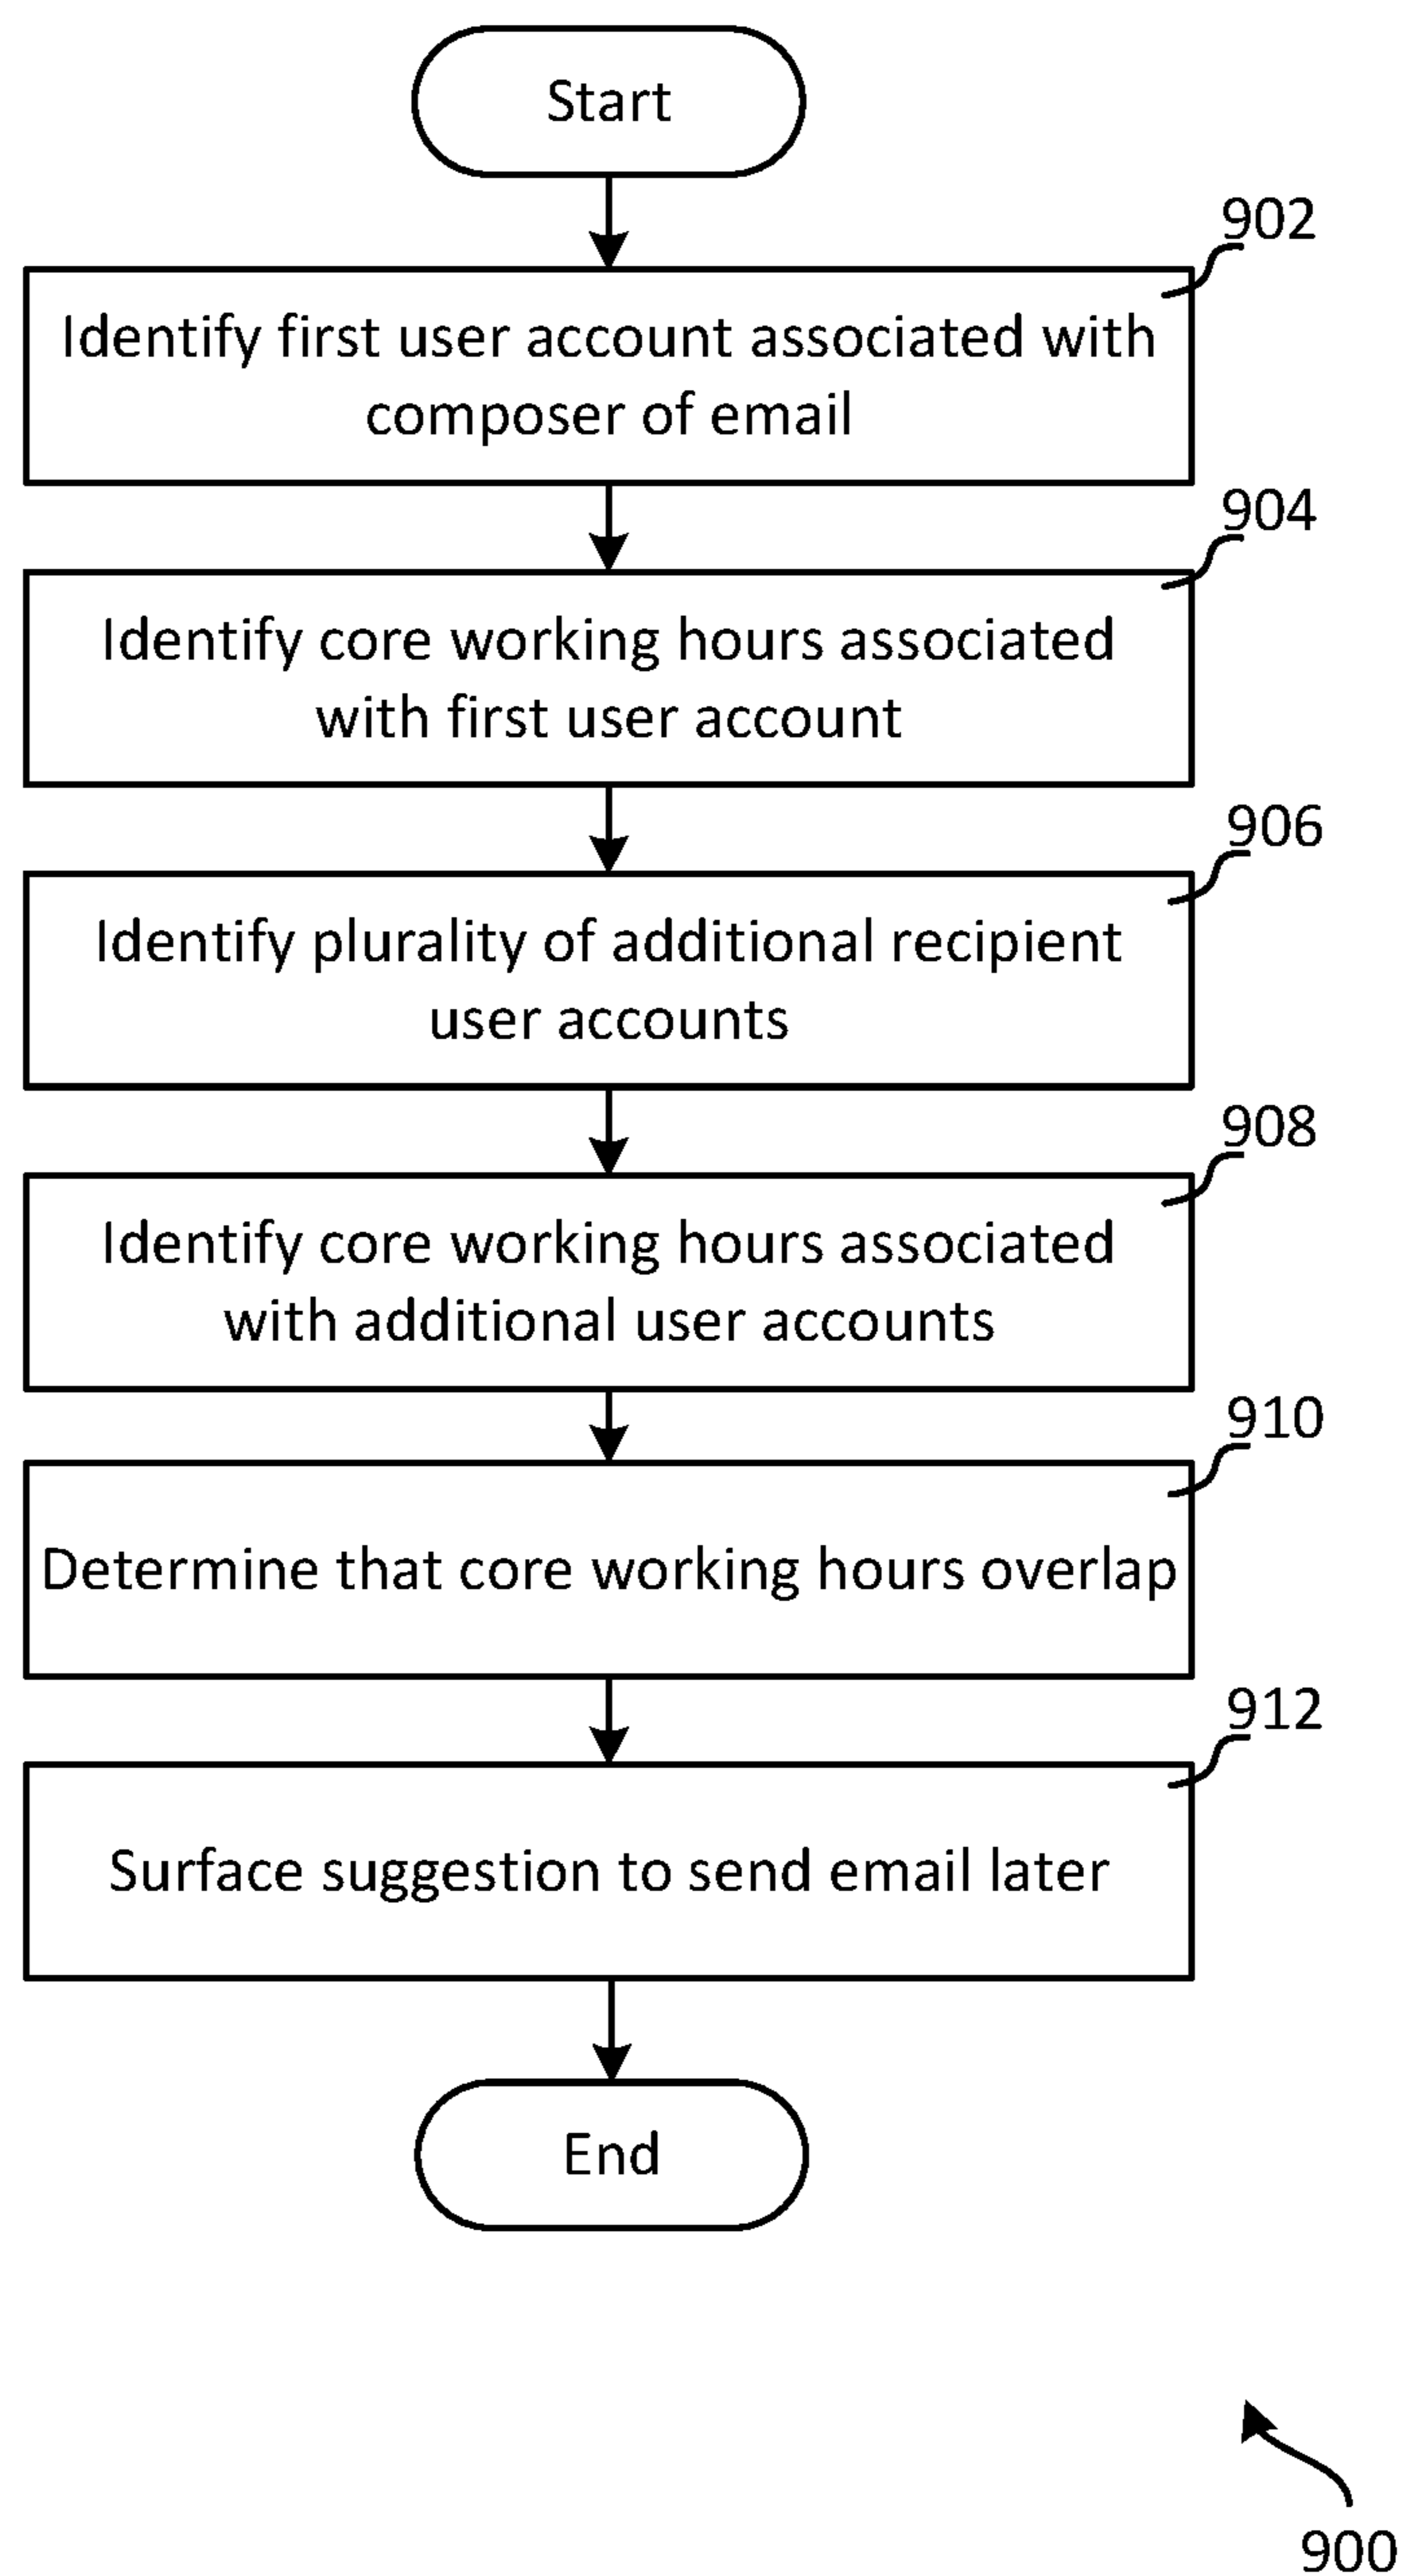 Start
902
Identify first user account associated with
composer of email
904
Identify core working hours associated
with first user account
906
Identify plurality of additional recipient
user accounts
908
Identify core working hours associated
with additional user accounts
910
Determine that core working hours overlap
912
Surface suggestion to send email later
End
900